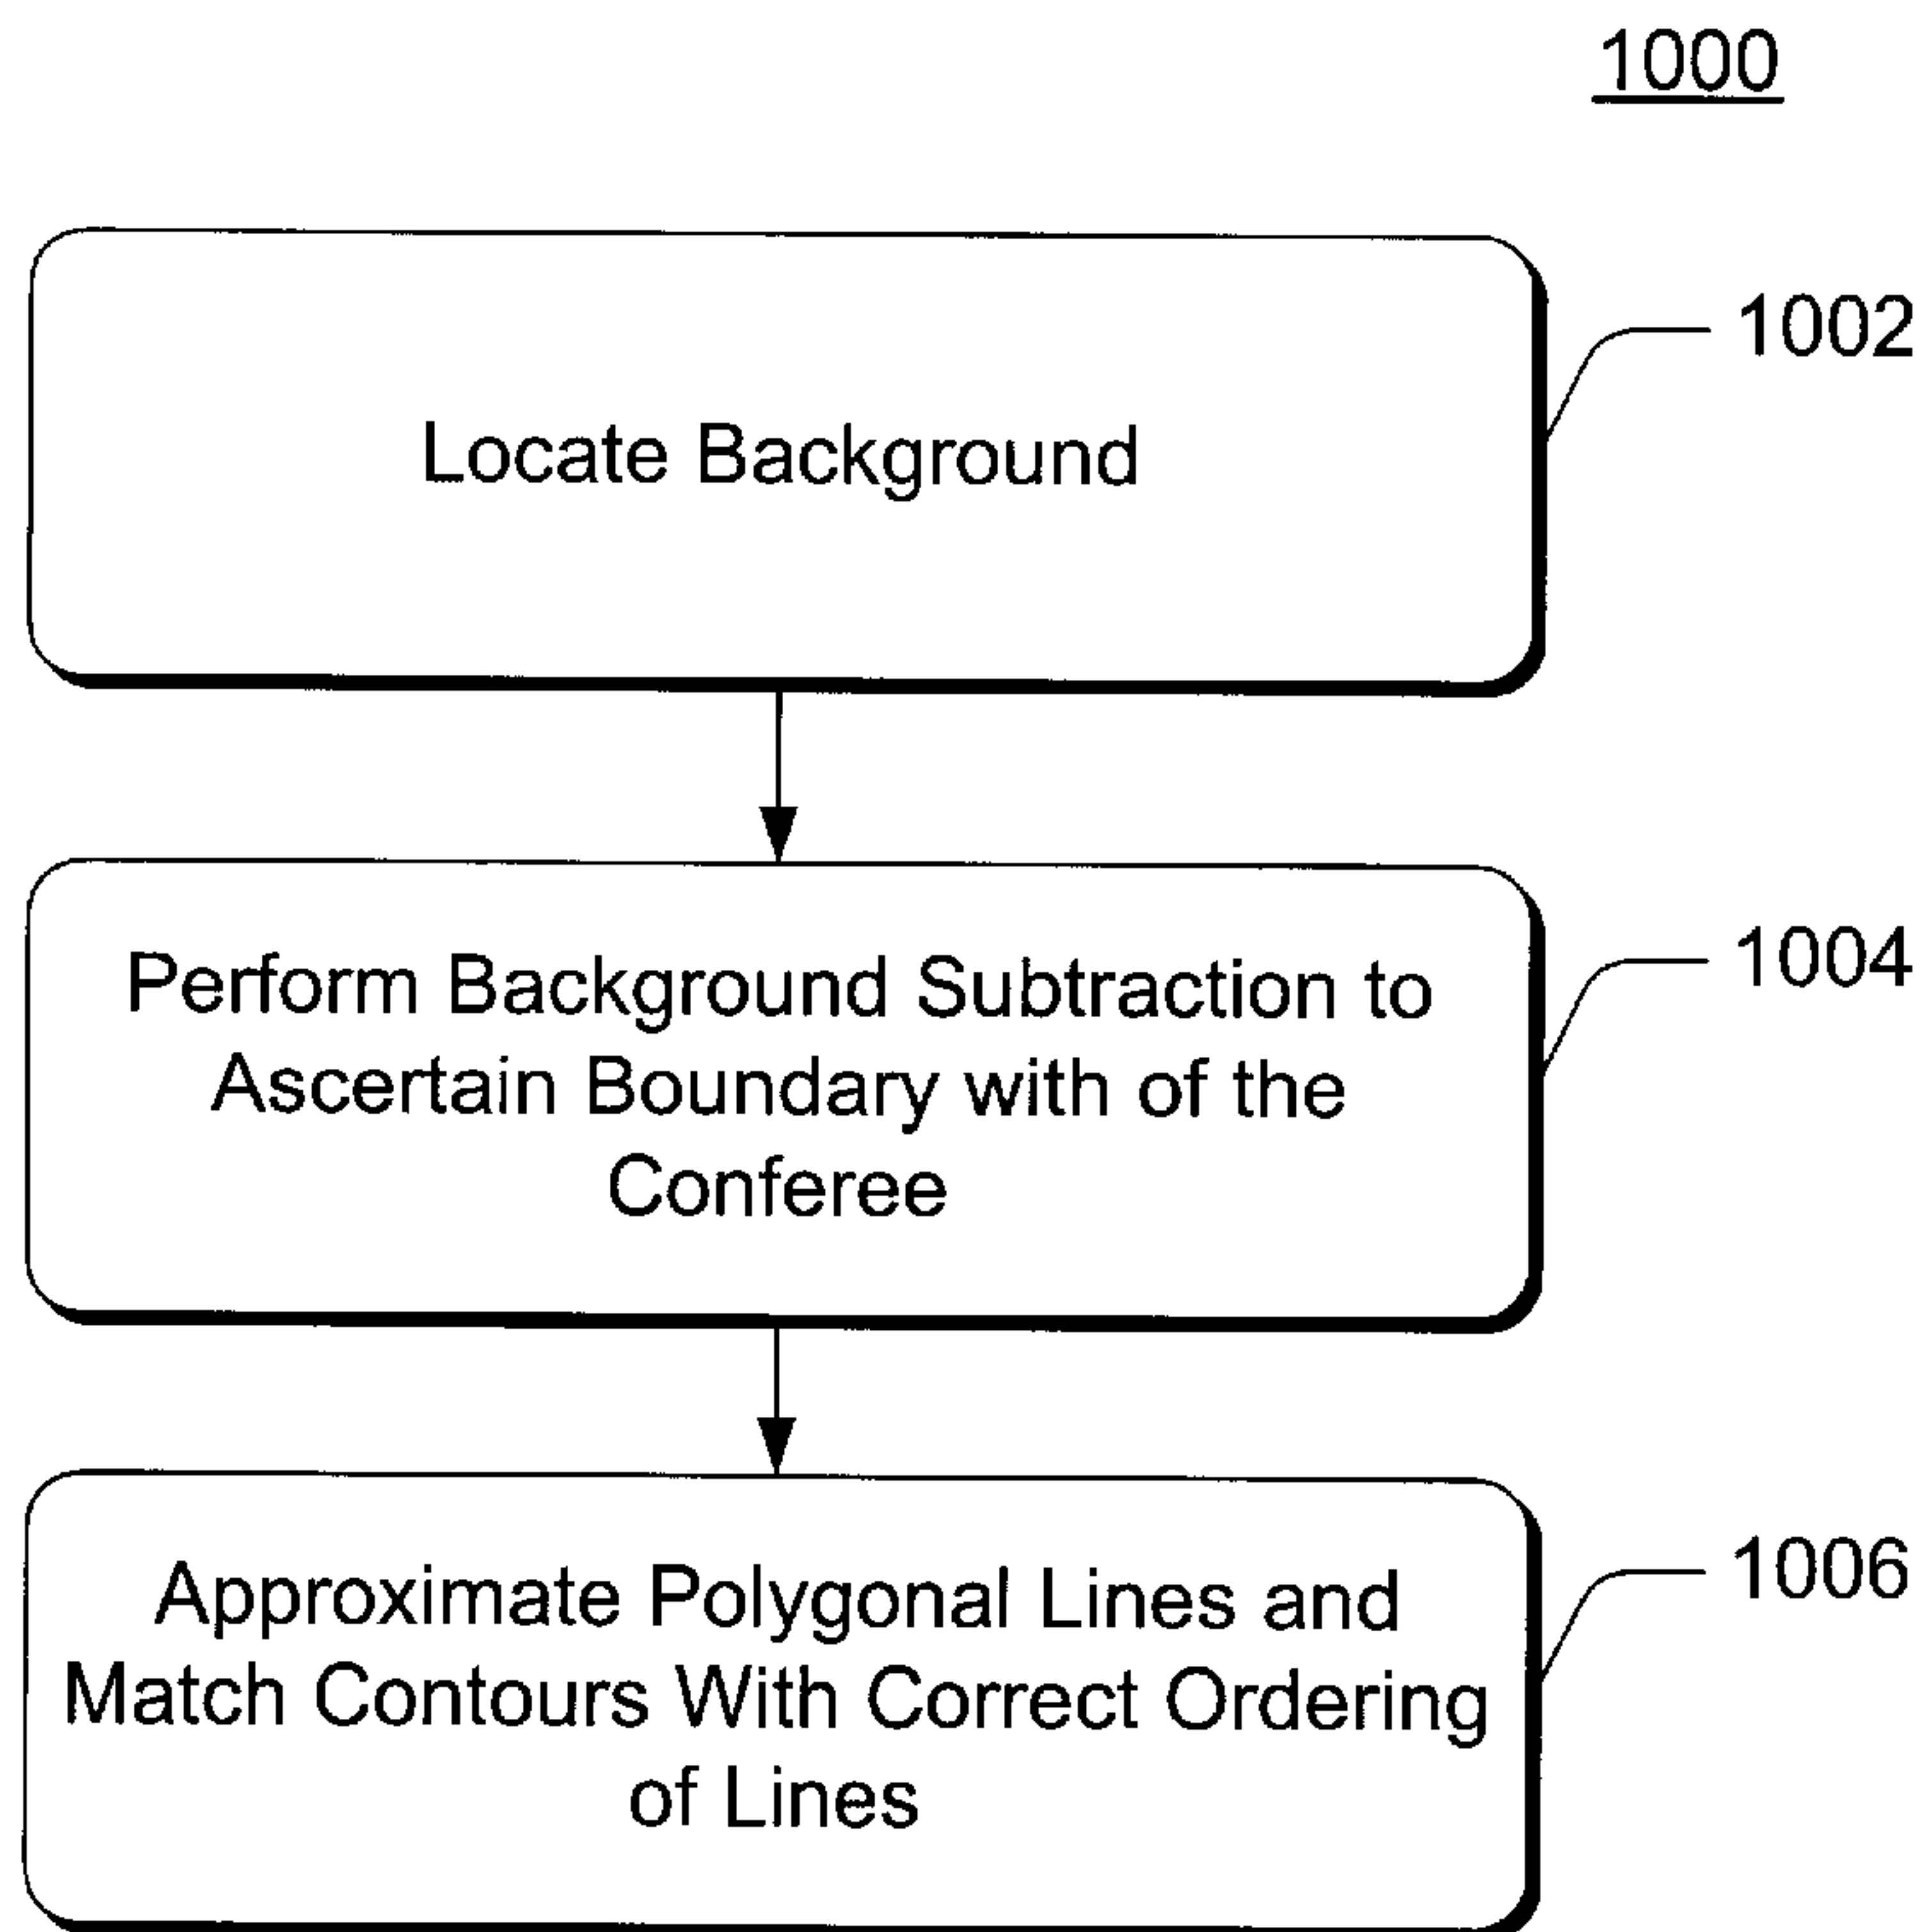 1000
1002
Locate Background
1004
Perform Background Subtraction to
Ascertain Boundary with of the
Conferee
1006
Approximate Polygonal Lines and
Match Contours With Correct Ordering
of Lines